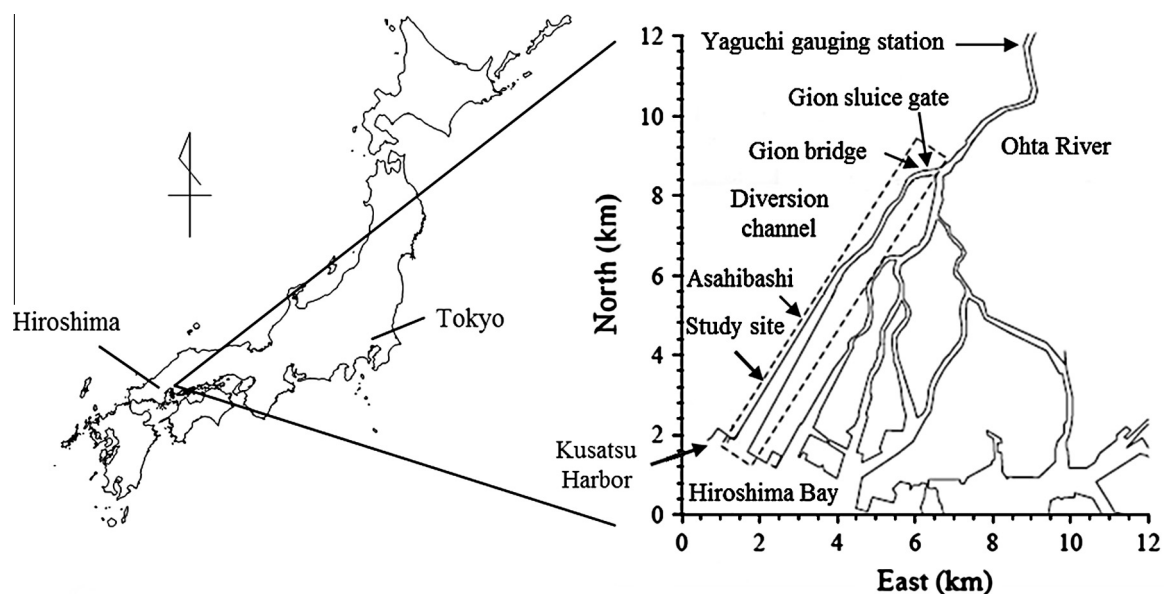 Hiroshima
Tokyo
12
10
8
6
4
2
0
North (km)
Yaguchi gauging station
Gion sluice gate
Gion bridge
Ohta River
Diversion
channel
Asahibashi
Study site
Kusatsu
Harbor
Hiroshima Bay
0 2 4 6 8 10 12
East (km)